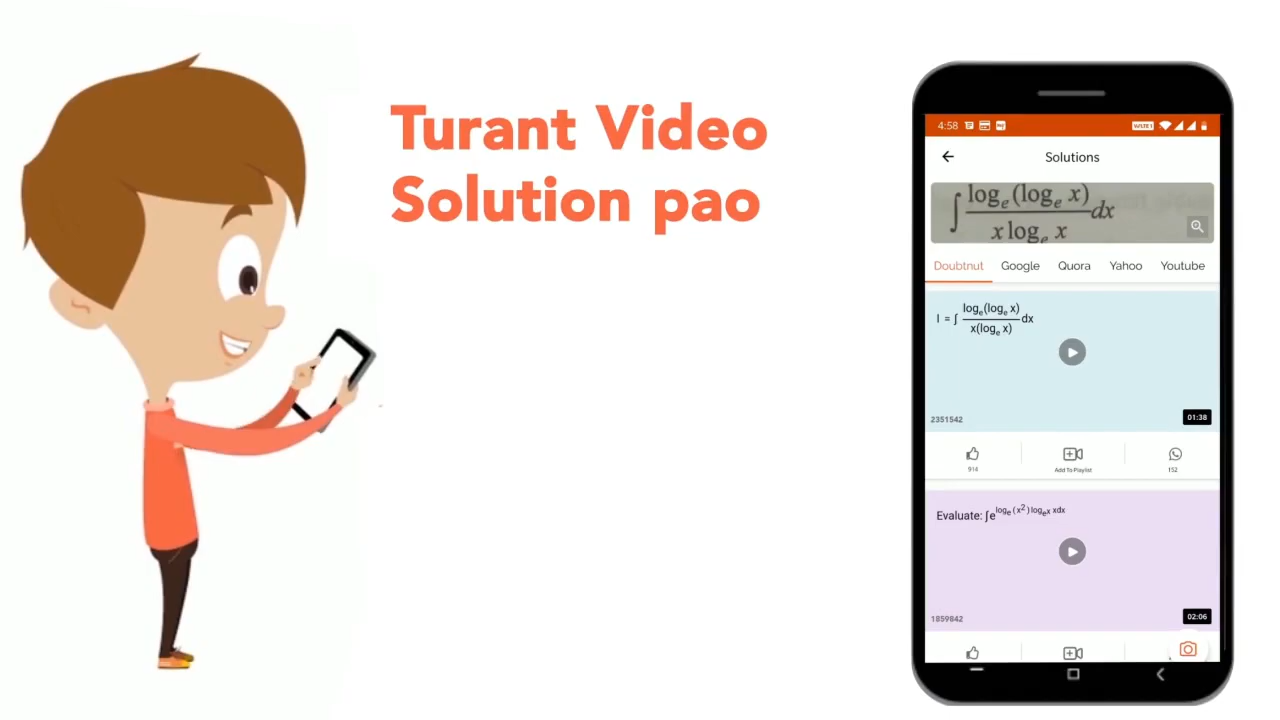 Turant Video
Solution pao
4:58
VoLTE1
Solutions
∫ logₑ(logₑ x) / x logₑ x dx
Doubtnut Google Quora Yahoo Youtube
I = ∫ logₑ(logₑ x) / x(logₑ x) dx
2351542 01:38
914 Add To Playlist 152
Evaluate: ∫e^logₑ(x²)logₑx xdx
1859842 02:06